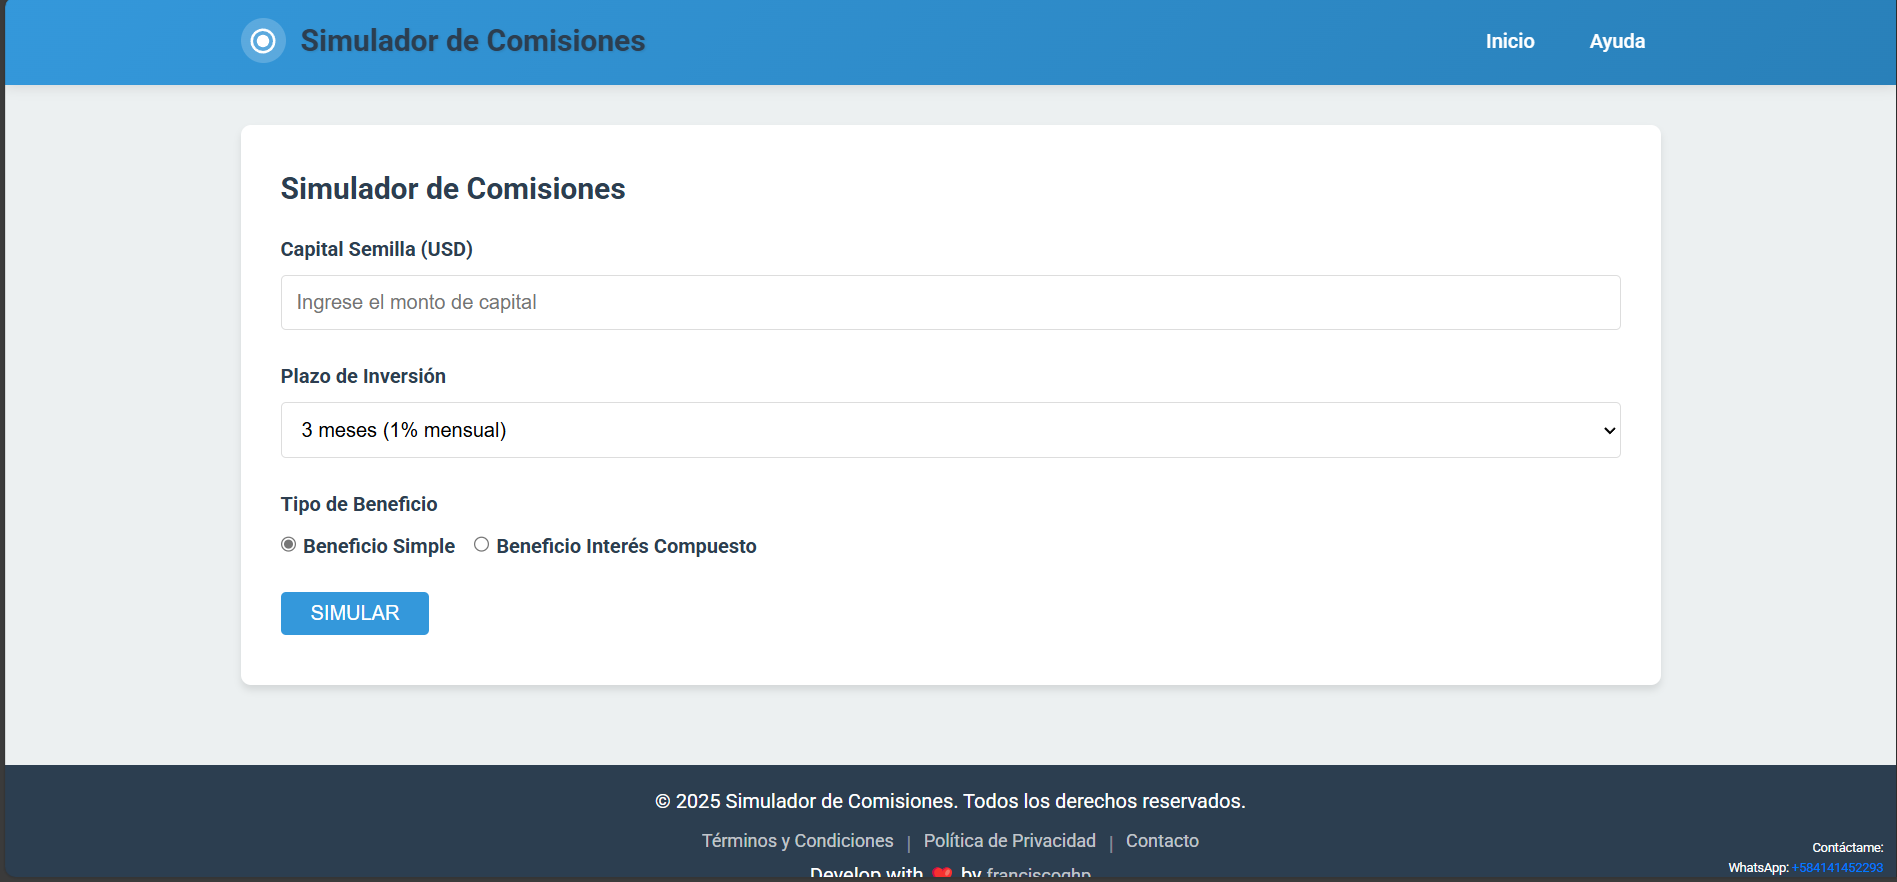 Simulador de Comisiones
Inicio
Ayuda
Simulador de Comisiones
Capital Semilla (USD)
Ingrese el monto de capital
Plazo de Inversión
3 meses (1% mensual)
Tipo de Beneficio
Beneficio Simple Beneficio Interés Compuesto
SIMULAR
© 2025 Simulador de Comisiones. Todos los derechos reservados.
Términos y Condiciones | Política de Privacidad | Contacto
Develop with ❤️ by franciscoghp
Contáctame:
WhatsApp: +584141452293